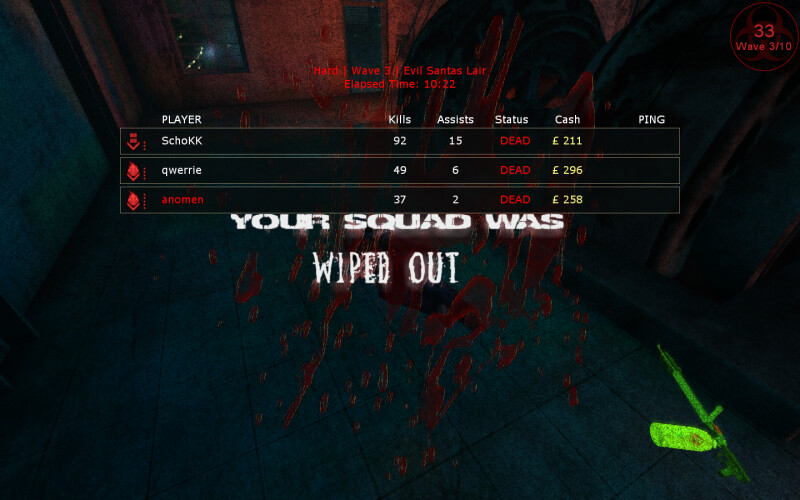 33
Wave 3/10
Hard | Wave 3 | Evil Santas Lair
Elapsed Time: 10:22
PLAYER Kills Assists Status Cash PING
SchoKK 92 15 DEAD £ 211
qwerrie 49 6 DEAD £ 296
anomen 37 2 DEAD £ 258
YOUR SQUAD WAS
WIPED OUT